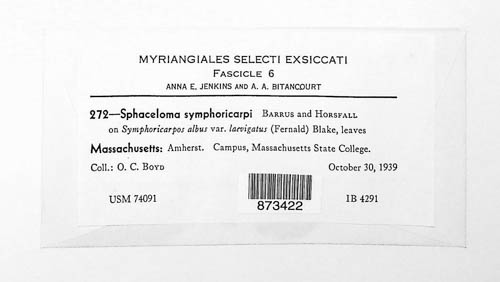 MYRIANGIALES SELECTI EXSICCATI
FASCICLE 6
ANNA E. JENKINS AND A. A. BITANCOURT
272—Sphaceloma symphoricarpi BARRUS and HORSFALL
on Symphoricarpos albus var. laevigatus (Fernald) Blake, leaves
Massachusetts: Amherst. Campus, Massachusetts State College.
Coll.: O. C. BOYD October 30, 1939
USM 74091 IB 4291
873422